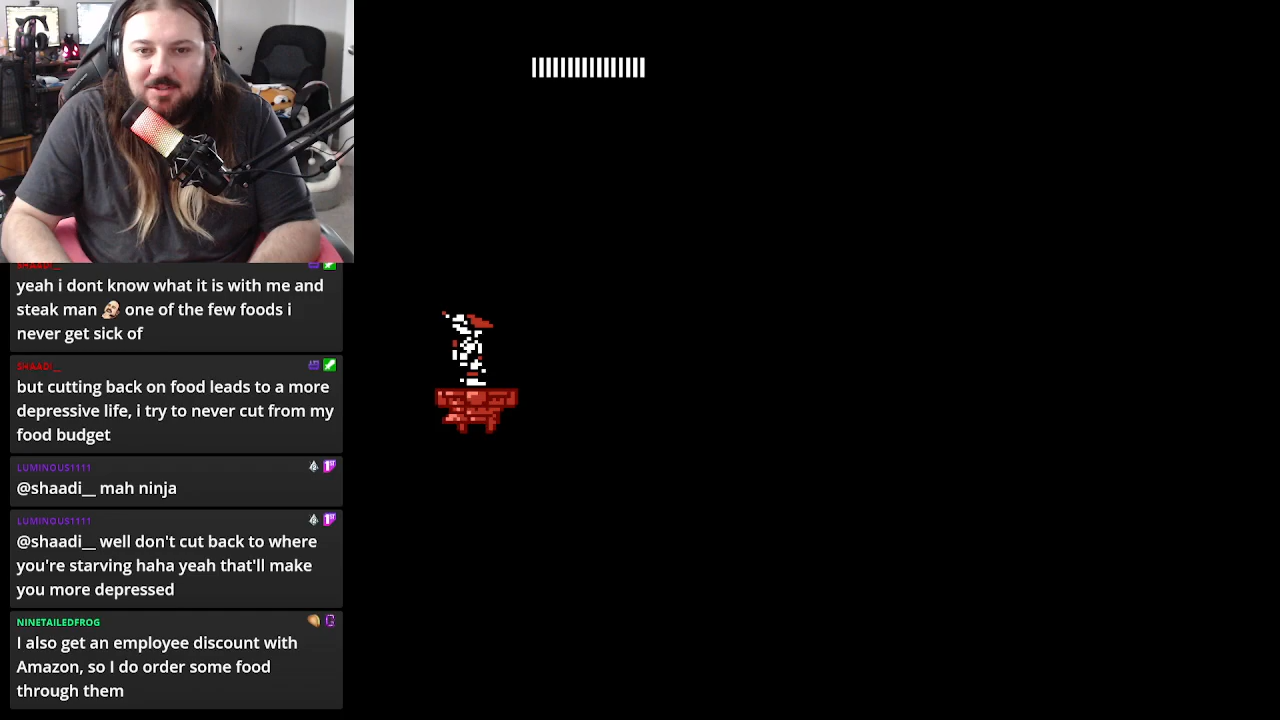 SHAADI__
yeah i dont know what it is with me and
steak man one of the few foods i
never get sick of
SHAADI__
but cutting back on food leads to a more
depressive life, i try to never cut from my
food budget
LUMINOUS1111
@shaadi__ mah ninja
LUMINOUS1111
@shaadi__ well don't cut back to where
you're starving haha yeah that'll make
you more depressed
NINETAILEDFROG
I also get an employee discount with
Amazon, so I do order some food
through them